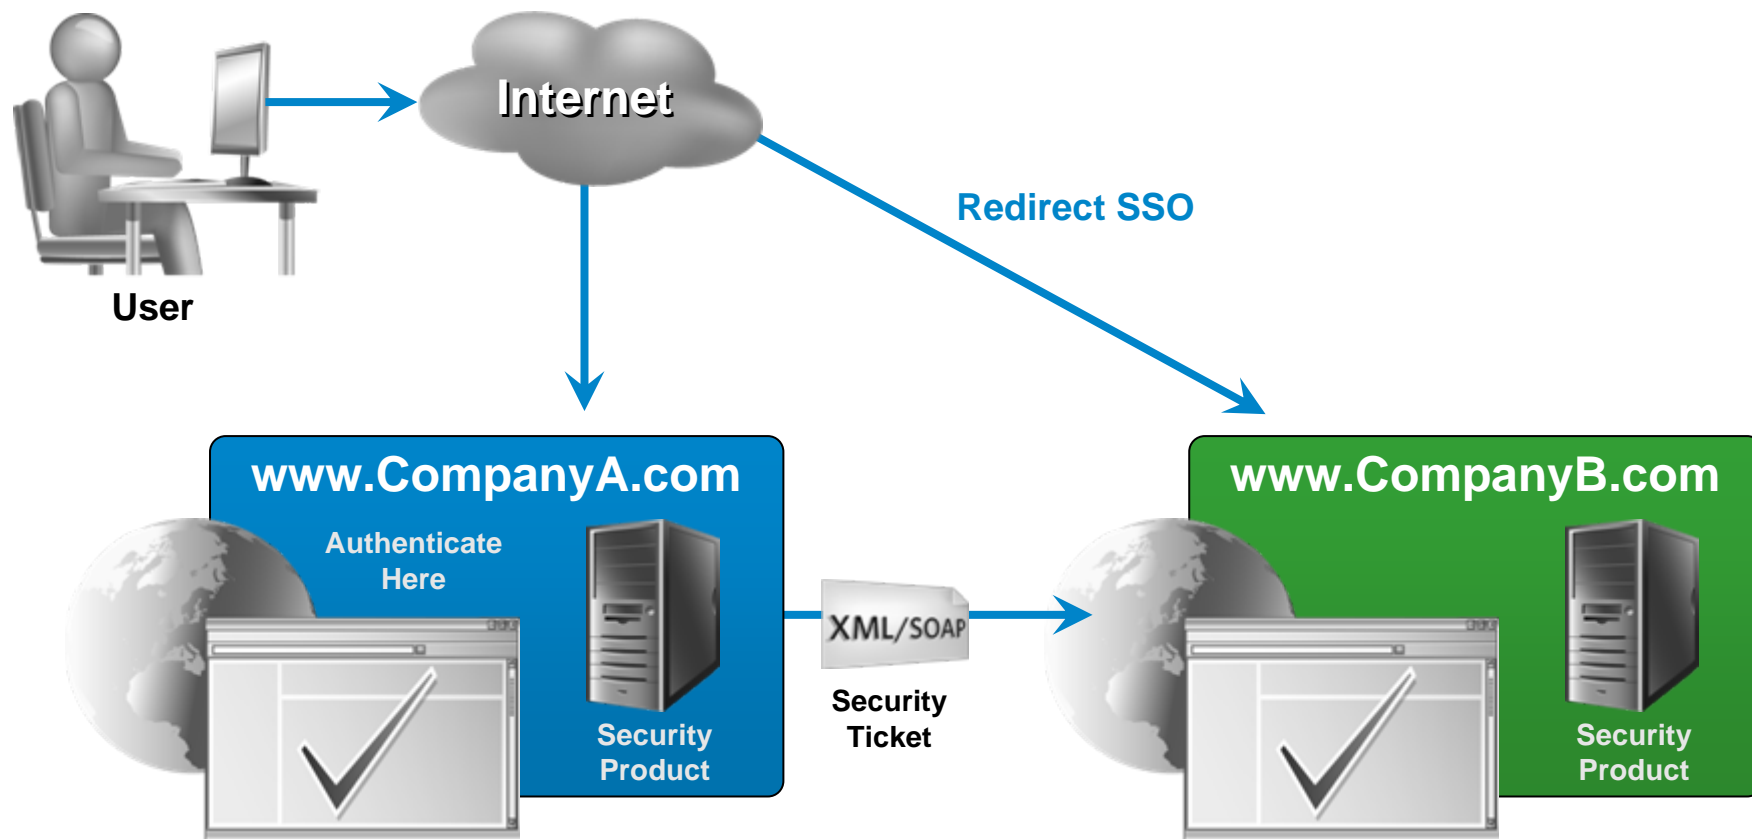 Internet
Redirect SSO
User
www.CompanyA.com
Authenticate
Here
Security
Product
XML/SOAP
Security
Ticket
www.CompanyB.com
Security
Product